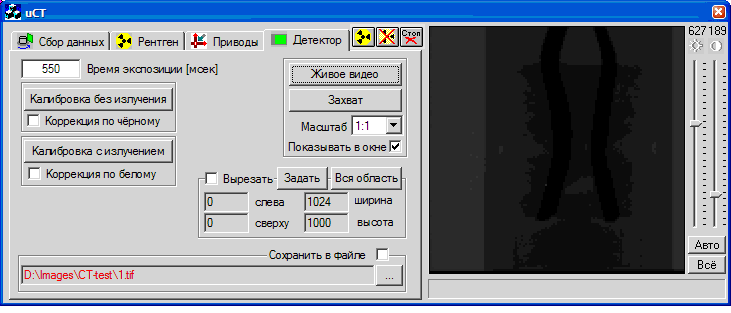 uCT
Сбор данных Рентген Приводы Детектор Стоп
627 189
550 Время экспозиции [мсек]
Живое видео
Калибровка без излучения
Захват
Коррекция по чёрному
Масштаб 1:1
Калибровка с излучением
Показывать в окне
Коррекция по белому
Вырезать Задать Вся область
0 слева 1024 ширина
0 сверху 1000 высота
Авто
Сохранить в файле
Всё
D:\Images\CT-test\1.tif ...